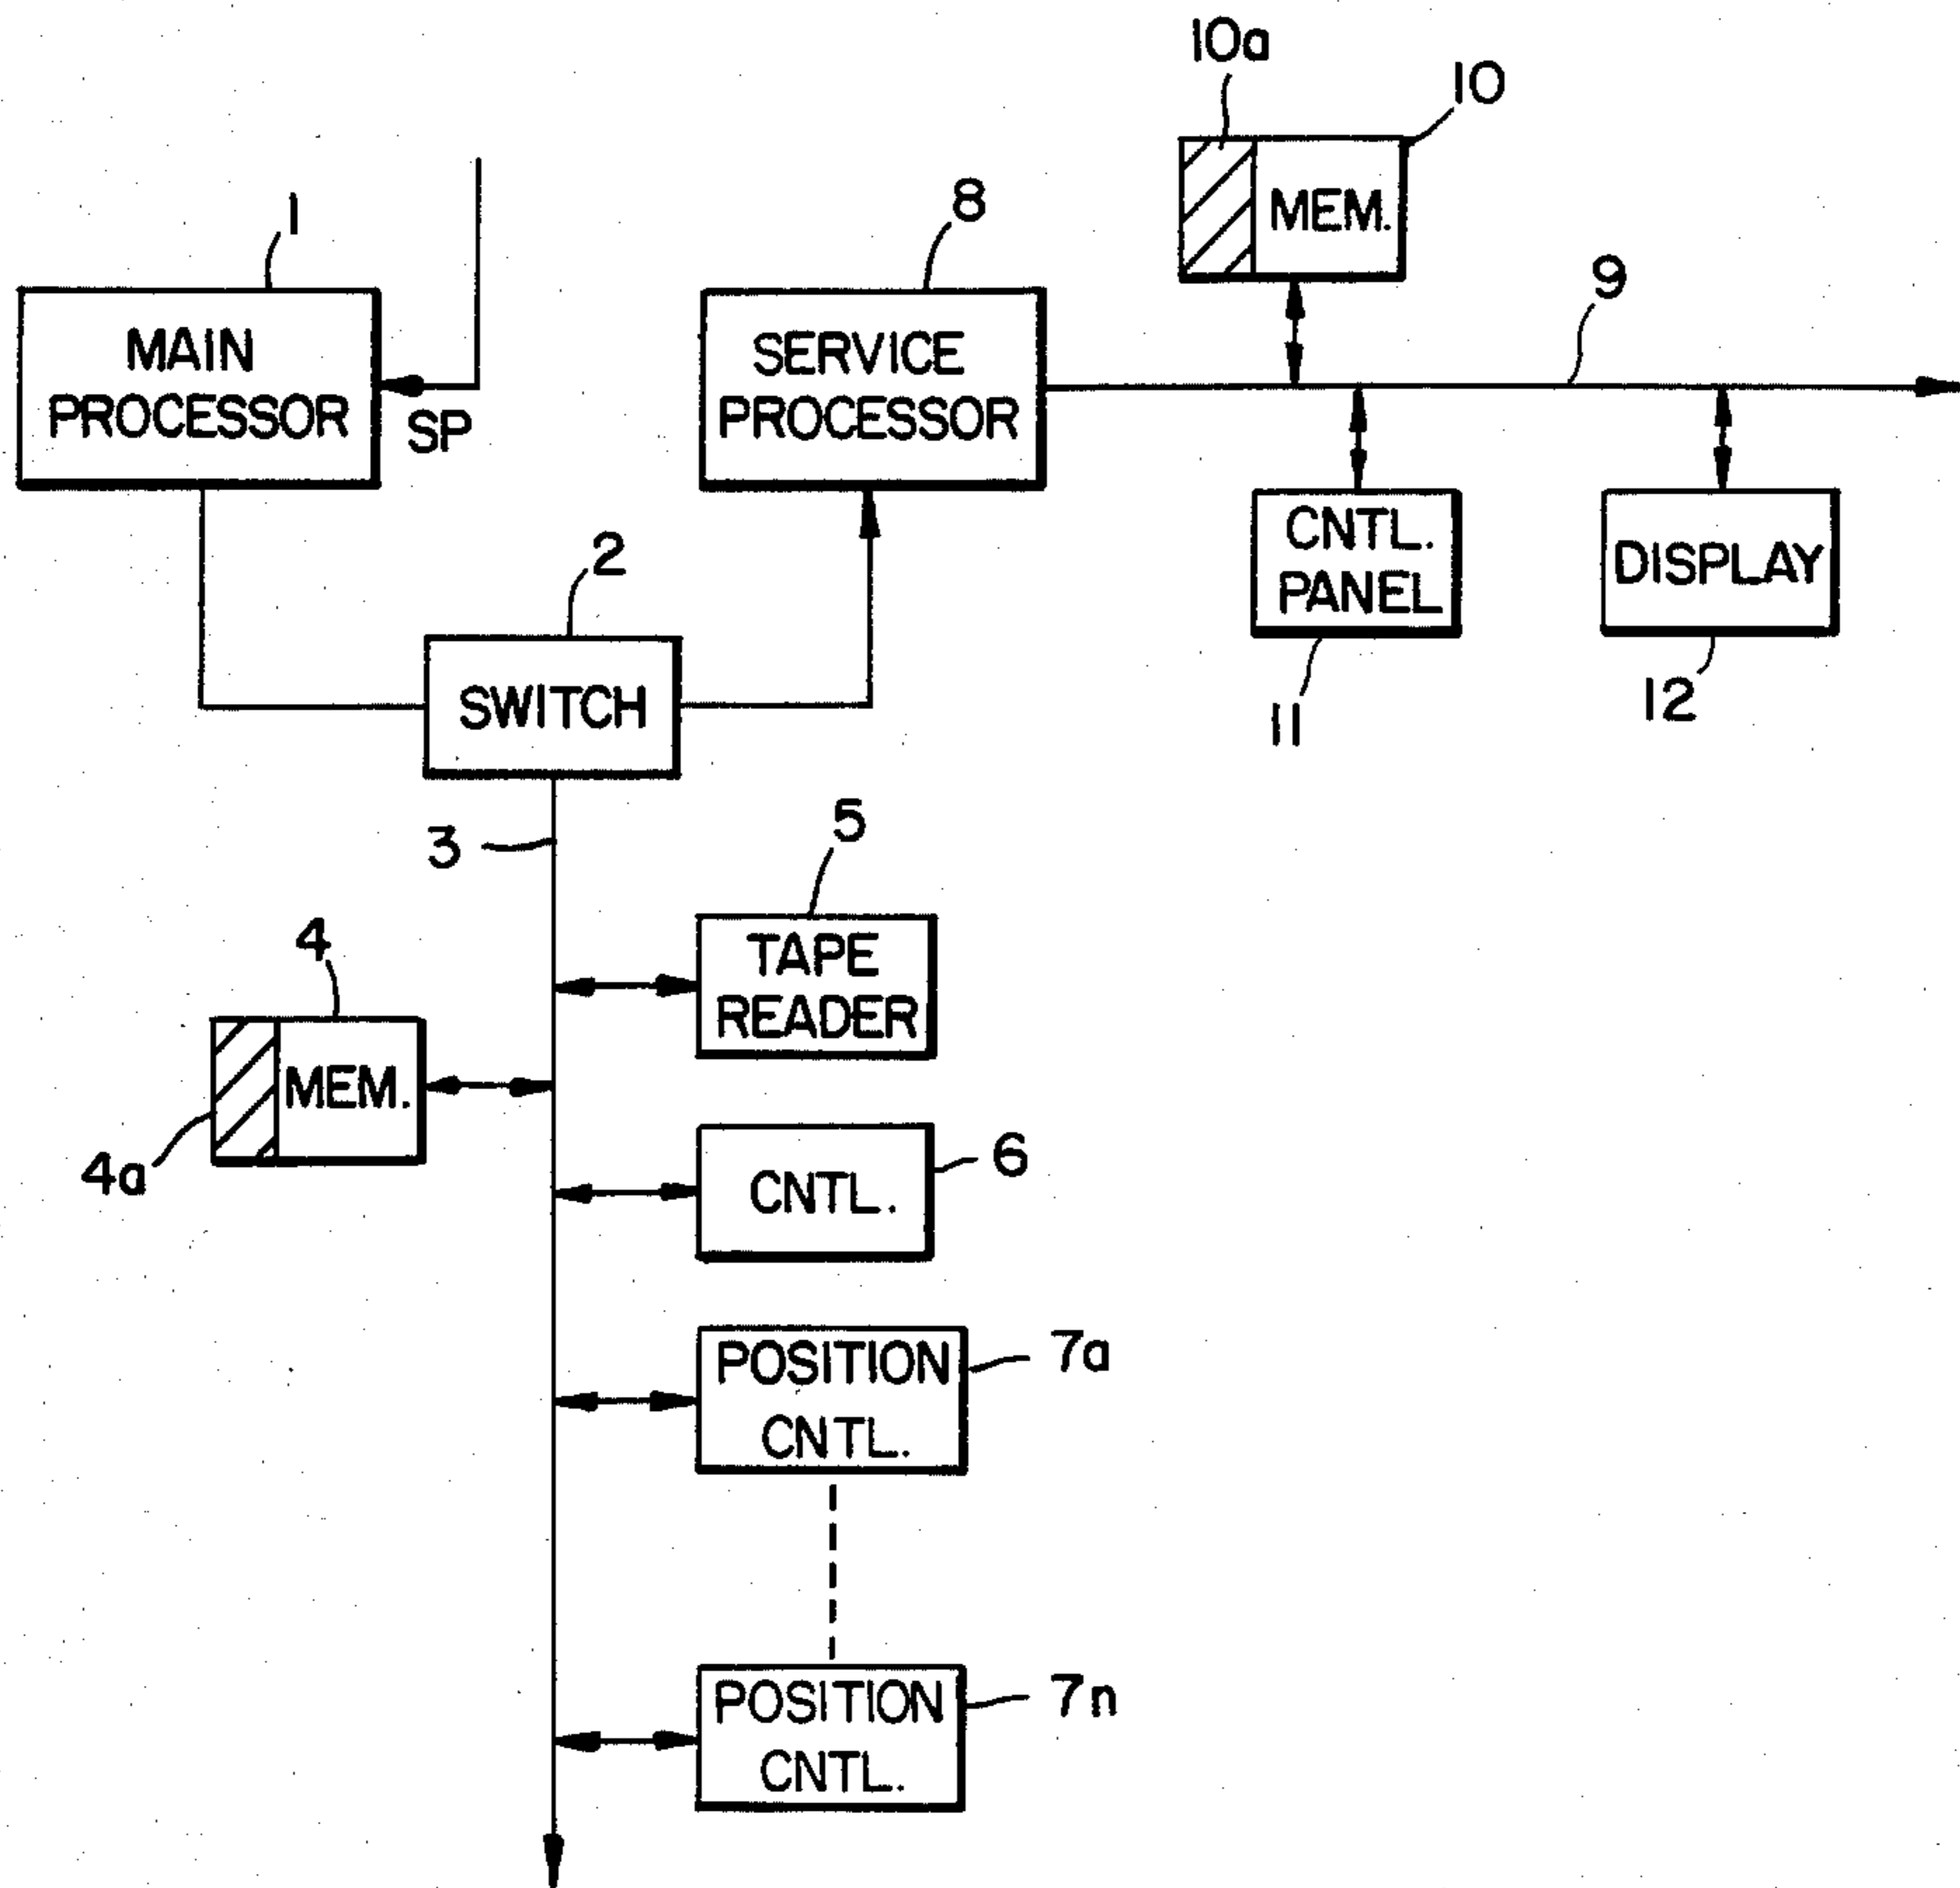 10a
10
1
8
MEM.
9
MAIN
PROCESSOR
SP
SERVICE
PROCESSOR
2
CNTL.
PANEL
DISPLAY
SWITCH
11
12
3
5
4
TAPE
READER
MEM.
4a
6
CNTL.
POSITION
CNTL.
7a
POSITION
CNTL.
7n